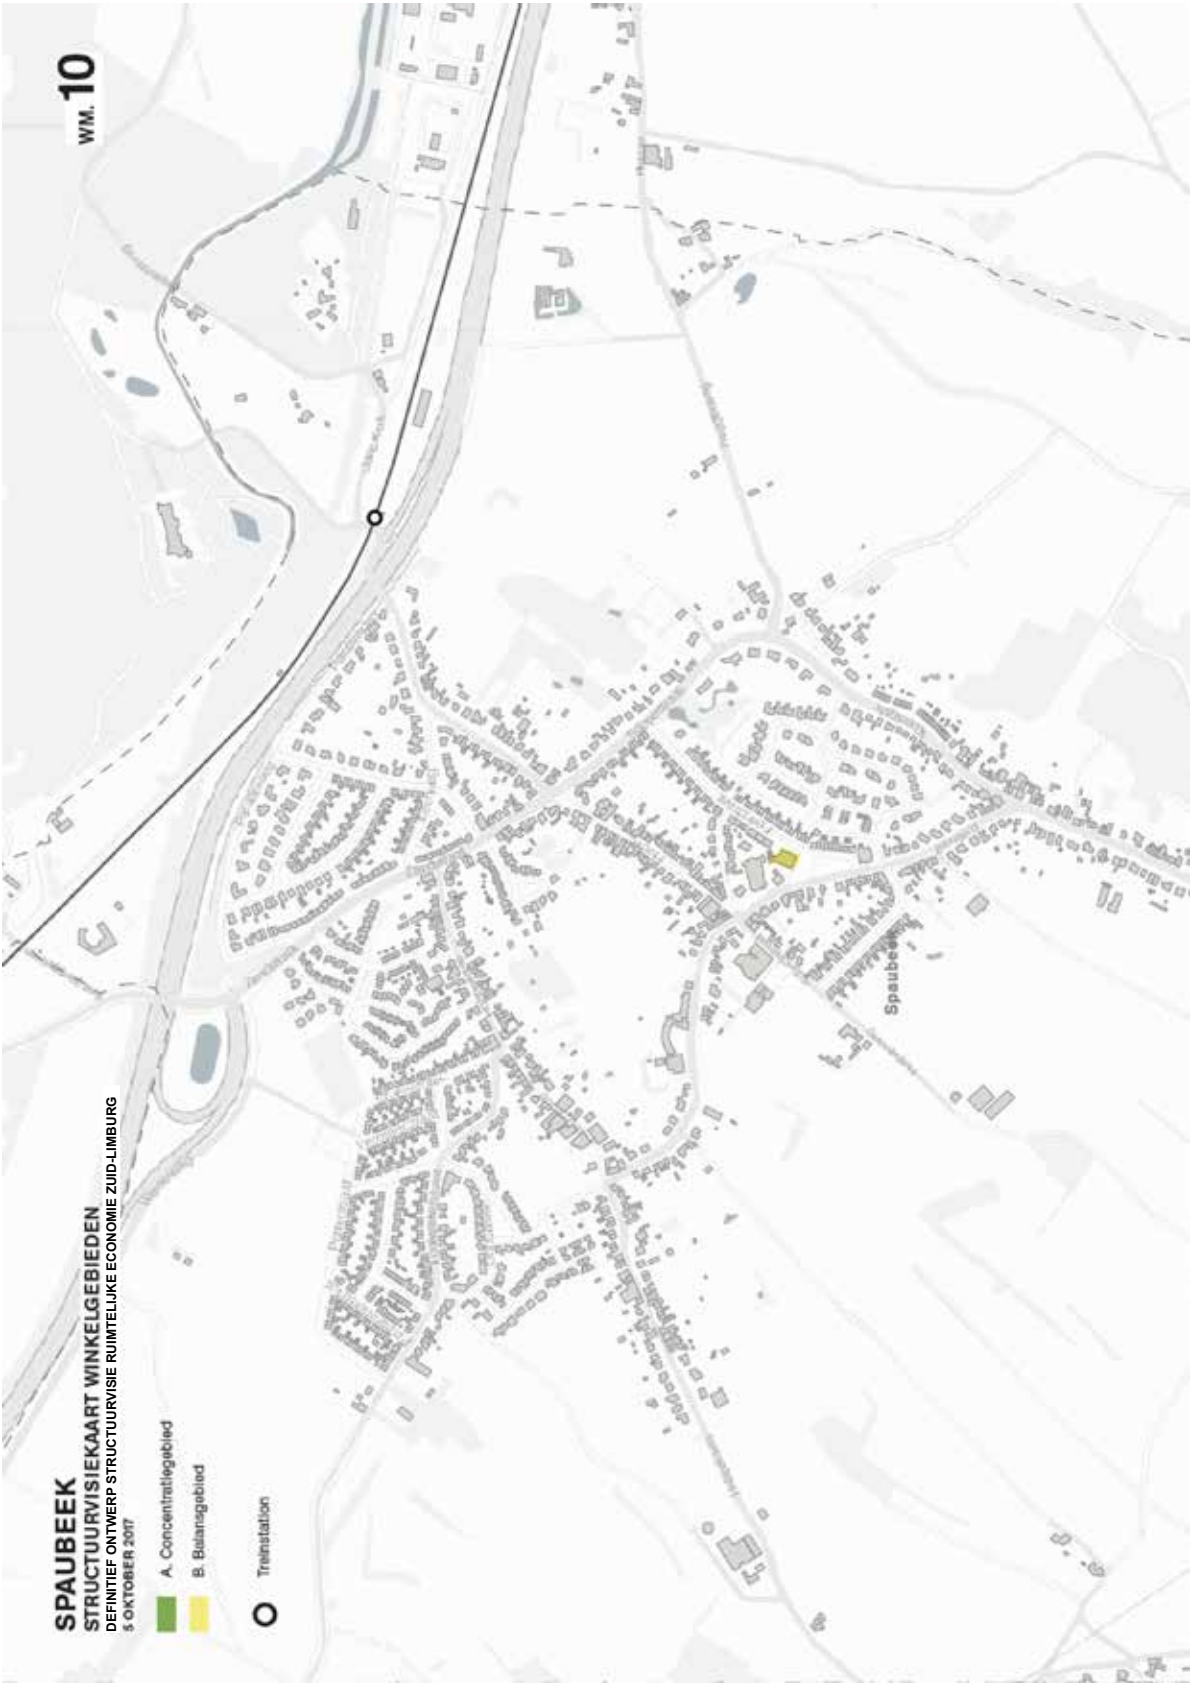 SPAUBEEK
STRUCTUURVISIEKAART WINKELGEBIEDEN
DEFINITIEF ONTWERP STRUCTUURVISIE RUIMTELIJKE ECONOMIE ZUID-LIMBURG
5 OKTOBER 2017
WM. 10
A. Concentratiegebied
B. Balansgebied
Treinstation
Spaubeek